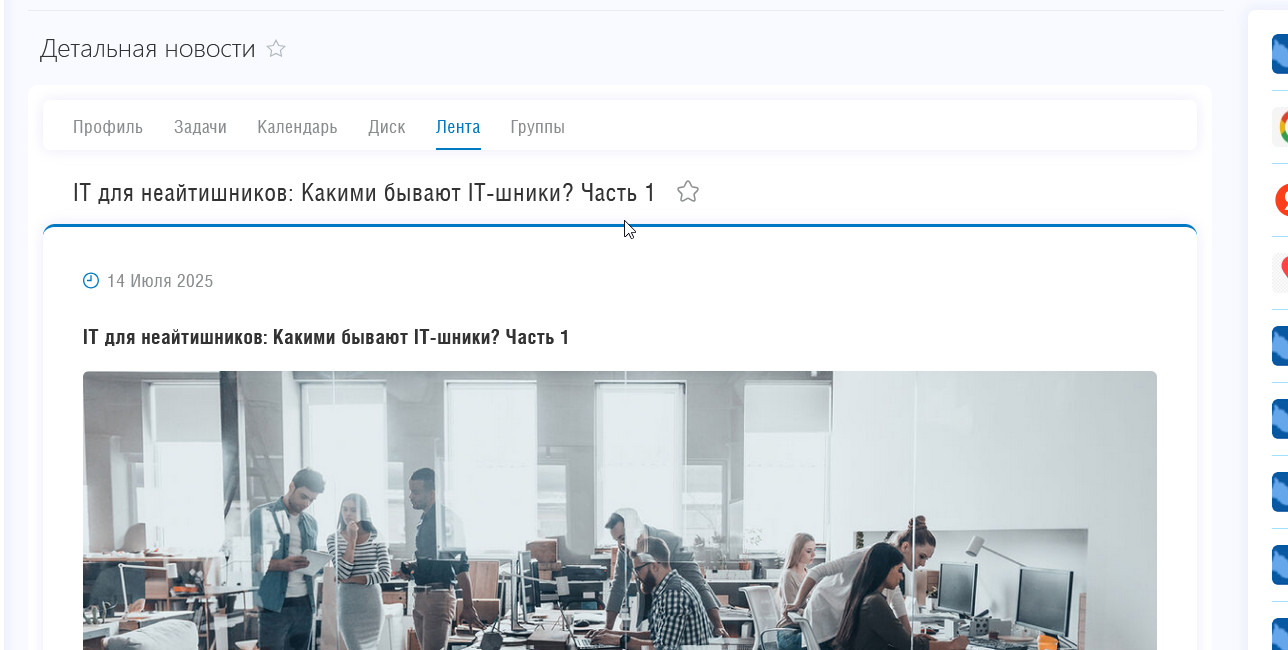 Детальная новости
Профиль Задачи Календарь Диск Лента Группы
IT для неайтишников: Какими бывают IT-шники? Часть 1
14 Июля 2025
IT для неайтишников: Какими бывают IT-шники? Часть 1